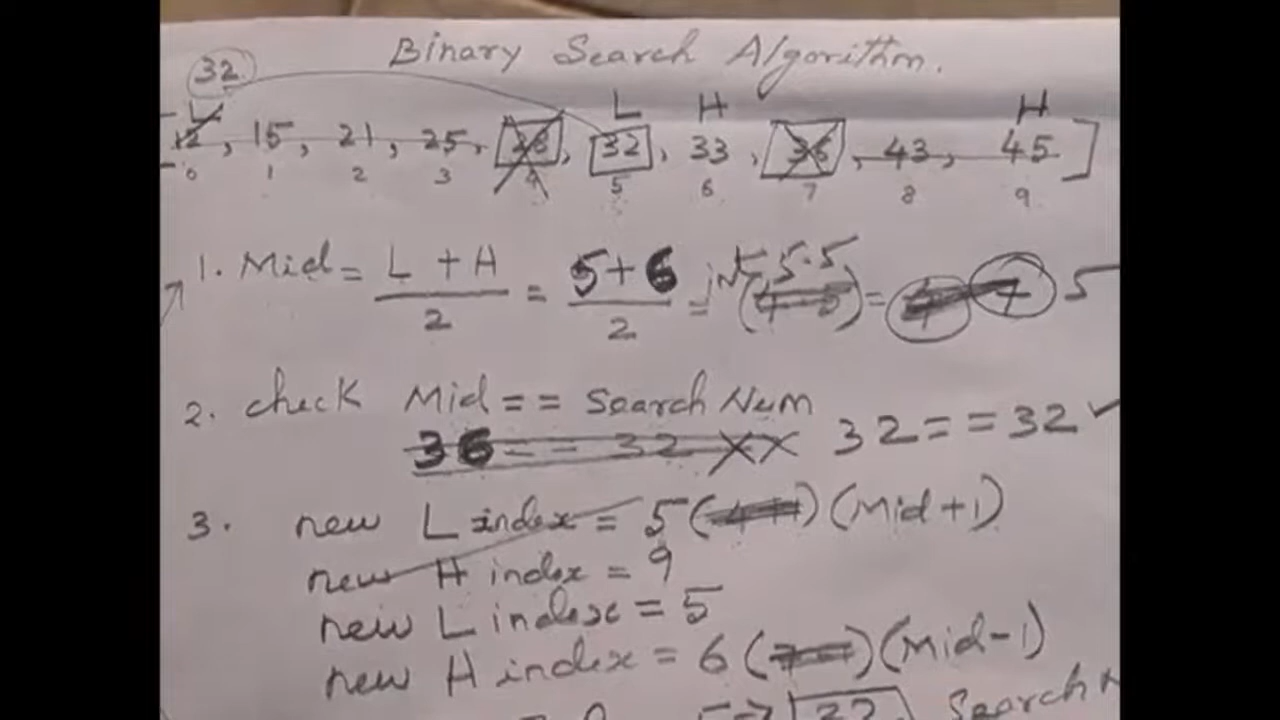 Binary Search Algorithm.
32
L L H H
12, 15, 21, 25, 28, 32, 33, 36, 43, 45]
0 1 2 3 4 5 6 7 8 9
1. Mid = L + H / 2 = 5+6 / 2 = int 5.5 = 5
2. check Mid == Search Num
36 == 32 XX 32 == 32 ✓
3. new L index = 5 (Mid+1)
new H index = 9
new L index = 5
new H index = 6 (Mid-1)
Search